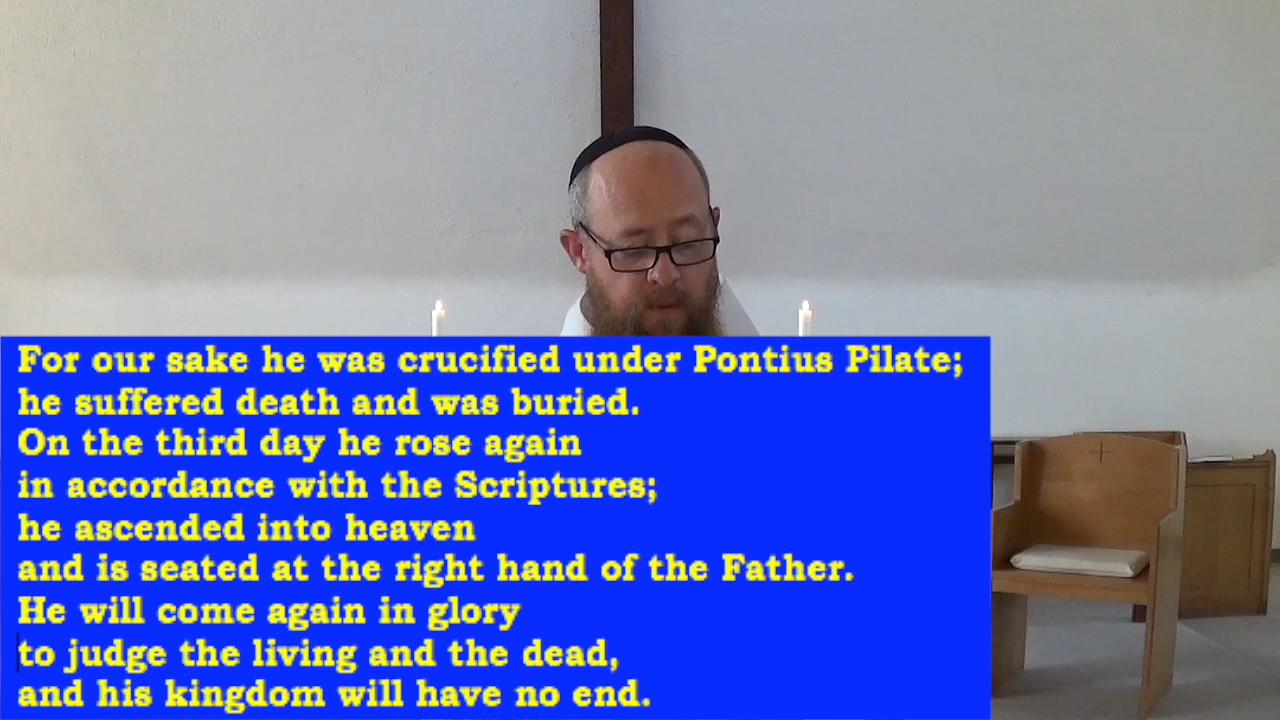 For our sake he was crucified under Pontius Pilate;
he suffered death and was buried.
On the third day he rose again
in accordance with the Scriptures;
he ascended into heaven
and is seated at the right hand of the Father.
He will come again in glory
to judge the living and the dead,
and his kingdom will have no end.